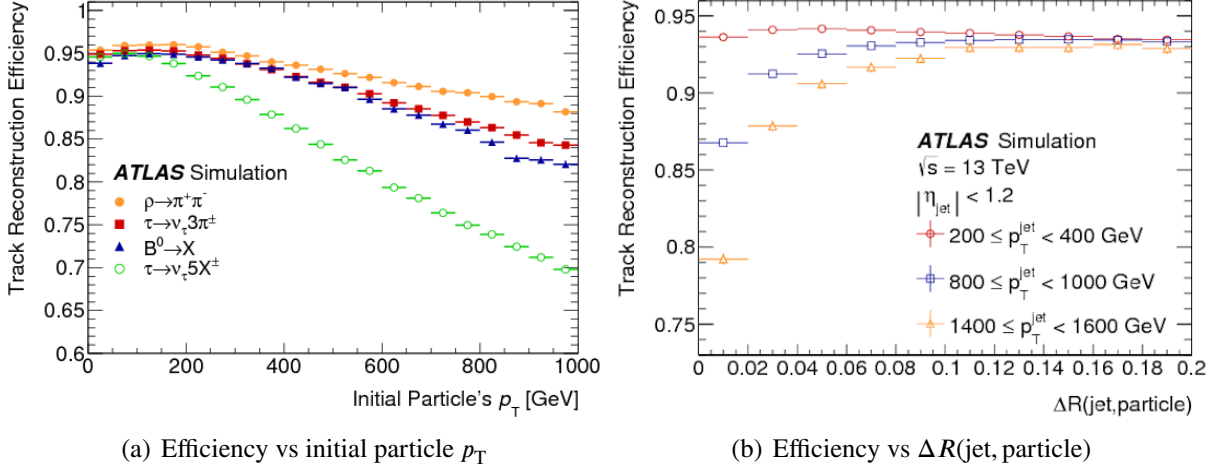 Track Reconstruction Efficiency
1
0.95
0.9
0.85
0.8
0.75
0.7
0.65
0.6
ATLAS Simulation
ρ→π⁺π⁻
τ→ν_τ3π^±
B⁰→X
τ→ν_τ5X^±
0 200 400 600 800 1000
Initial Particle's p_T [GeV]
(a) Efficiency vs initial particle p_T
Track Reconstruction Efficiency
0.95
0.9
0.85
0.8
0.75
ATLAS Simulation
√s = 13 TeV
|η_jet| < 1.2
200 ≤ p_T^jet < 400 GeV
800 ≤ p_T^jet < 1000 GeV
1400 ≤ p_T^jet < 1600 GeV
0 0.02 0.04 0.06 0.08 0.1 0.12 0.14 0.16 0.18 0.2
ΔR(jet,particle)
(b) Efficiency vs ΔR(jet, particle)